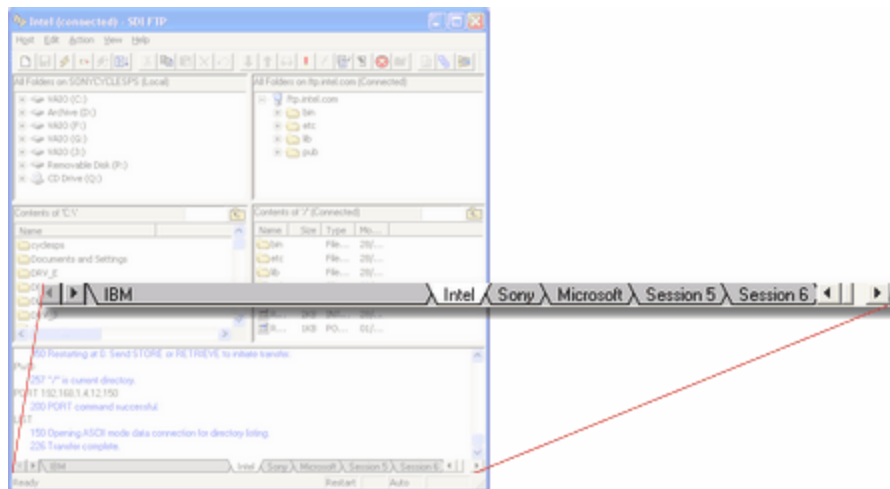 Intel (connected) - SDI FTP
Host Edit Action View Help
All Folders on SONYCYCLESPS (Local)
All Folders on ftp.intel.com (Connected)
VAIO (C:)
Archive (D:)
VAIO (F:)
VAIO (G:)
VAIO (J:)
Removable Disk (P:)
CD Drive (Q:)
ftp.intel.com
bin
etc
lib
pub
Contents of 'C:\'
Contents of '/' (Connected)
Name
Name Size Type Mo...
cyclesps
Documents and Settings
DRV_E
bin File... 28/...
etc File... 28/...
lib File... 28/...
IBM Intel Sony Microsoft Session 5 Session 6
R... 1KB PO... 01/...
350 Restarting at 0. Send STORE or RETRIEVE to initiate transfer.
257 "/" is current directory.
PORT 192,168,1,4,12,150
200 PORT command successful.
LIST
150 Opening ASCII mode data connection for directory listing.
226 Transfer complete.
IBM Intel Sony Microsoft Session 5 Session 6
Ready Restart Auto